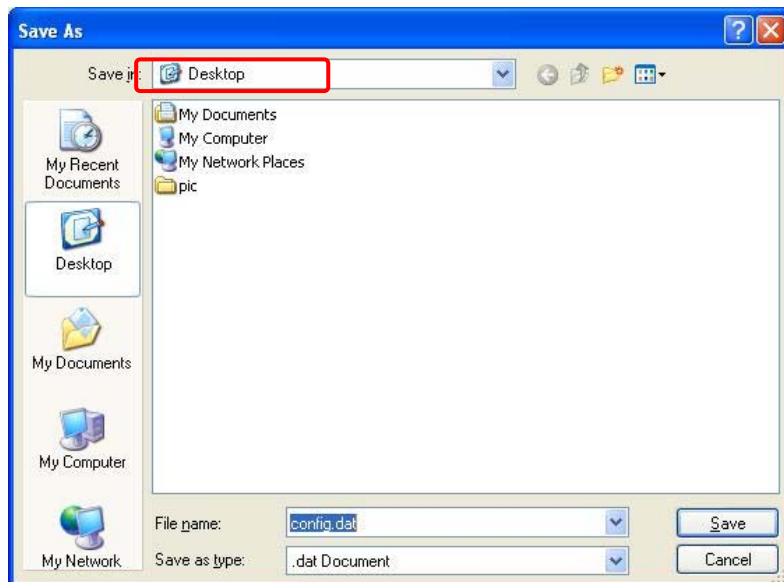 Save As
Save in:
Desktop
My Documents
My Computer
My Network Places
pic
My Recent
Documents
Desktop
My Documents
My Computer
My Network
File name:
config.dat
Save
Save as type:
.dat Document
Cancel